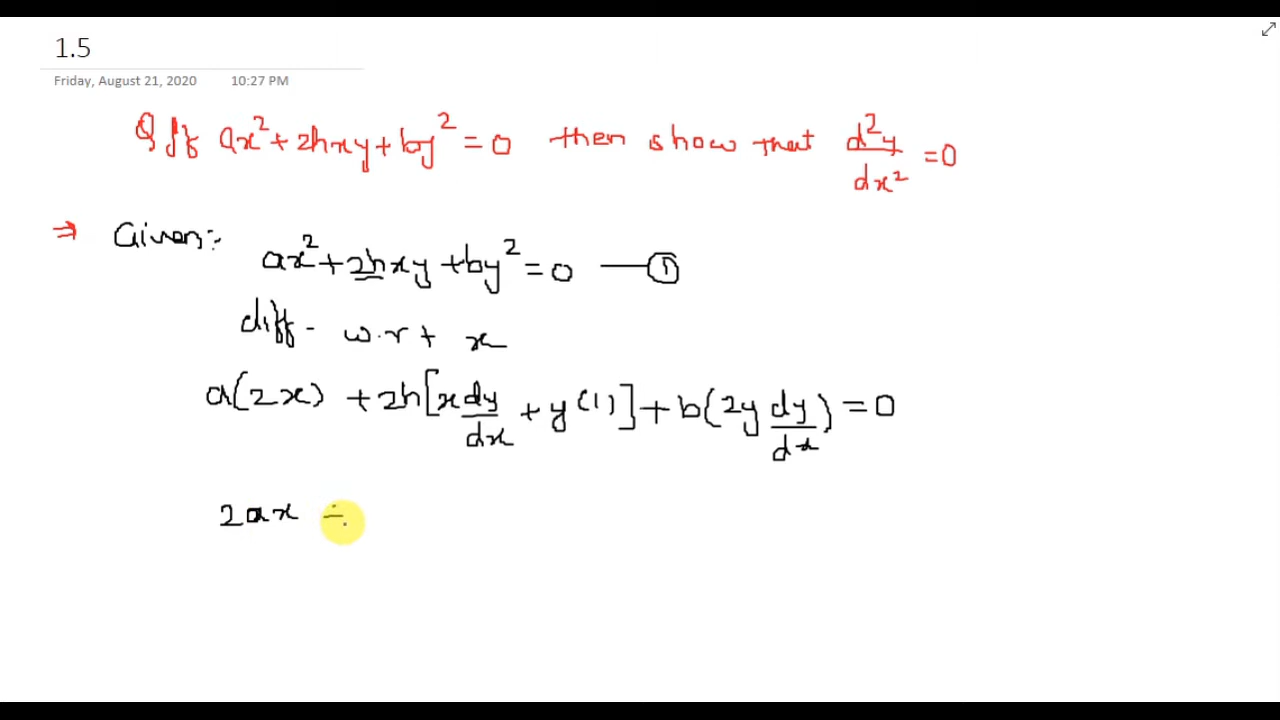 1.5
Friday, August 21, 2020 10:27 PM
Q If ax² + 2hxy + by² = 0 then show that d²y/dx² = 0
⇒ Given:
ax² + 2hxy + by² = 0 — ①
diff. w.r.t x
a(2x) + 2h[x dy/dx + y(1)] + b(2y dy/dx) = 0
2ax